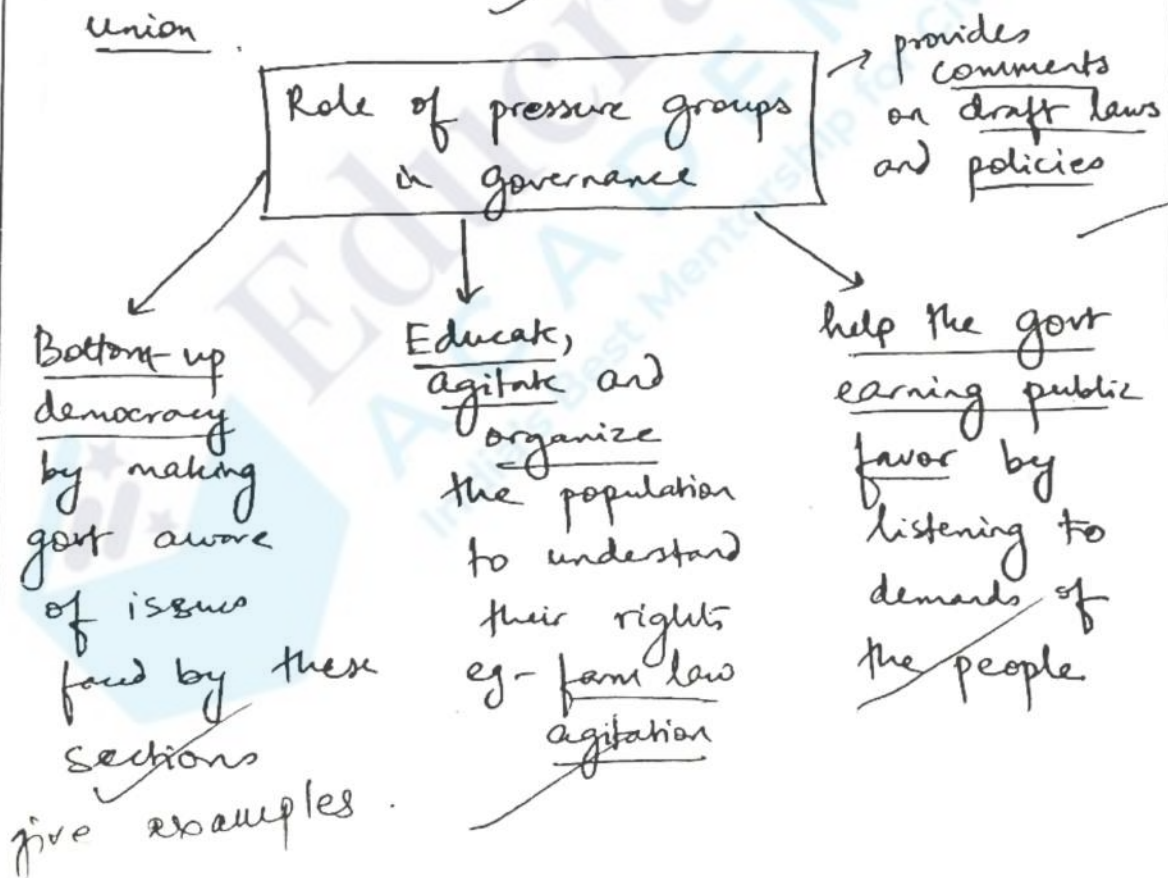 Union.
Role of pressure groups
in governance
provides
comments
on draft laws
and policies
Bottom-up
democracy
by making
govt aware
of issues
faced by these
sections
give examples.
Educate,
agitate and
organize
the population
to understand
their rights
eg- farm law
agitation
help the govt
earning public
favor by
listening to
demands of
the people